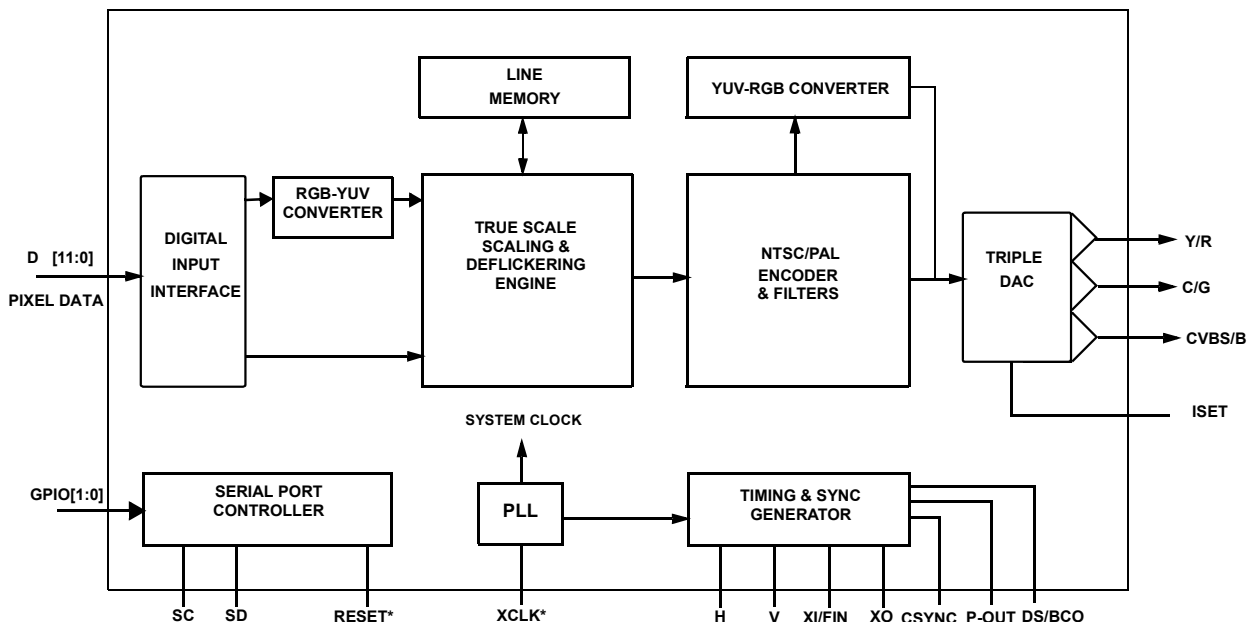 LINE
MEMORY
YUV-RGB CONVERTER
RGB-YUV
CONVERTER
DIGITAL
INPUT
INTERFACE
TRUE SCALE
SCALING &
DEFLICKERING
ENGINE
NTSC/PAL
ENCODER
& FILTERS
TRIPLE
DAC
D [11:0]
PIXEL DATA
Y/R
C/G
CVBS/B
ISET
SYSTEM CLOCK
GPIO[1:0]
SERIAL PORT
CONTROLLER
PLL
TIMING & SYNC
GENERATOR
SC
SD
RESET*
XCLK*
H
V
XI/FIN
XO
CSYNC
P-OUT
DS/BCO